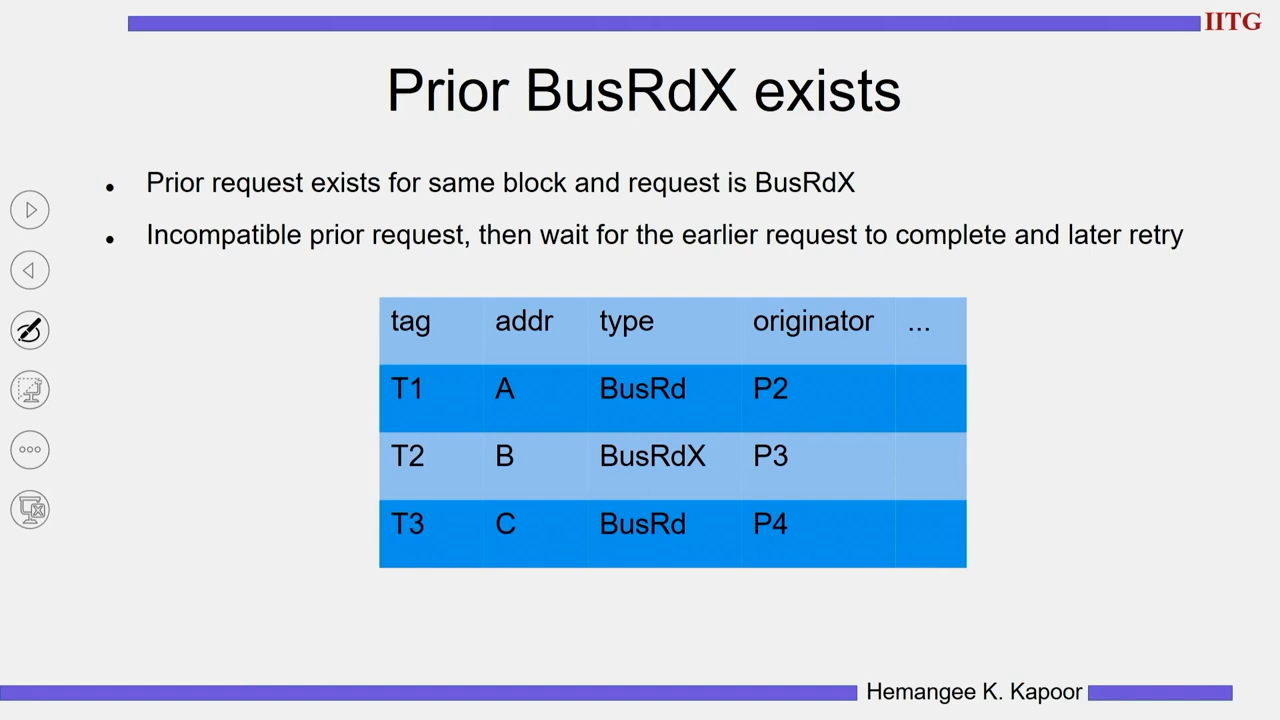 IITG
Prior BusRdX exists
• Prior request exists for same block and request is BusRdX
• Incompatible prior request, then wait for the earlier request to complete and later retry
tag addr type originator ...
T1 A BusRd P2
T2 B BusRdX P3
T3 C BusRd P4
Hemangee K. Kapoor